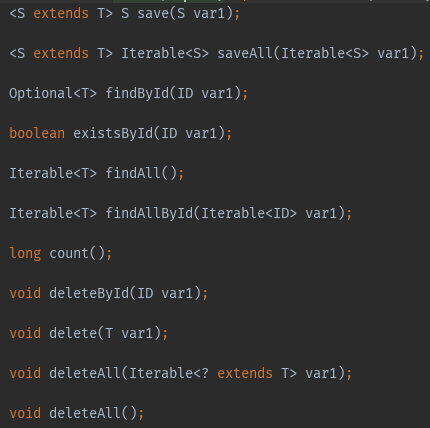 <S extends T> S save(S var1);
<S extends T> Iterable<S> saveAll(Iterable<S> var1);
Optional<T> findById(ID var1);
boolean existsById(ID var1);
Iterable<T> findAll();
Iterable<T> findAllById(Iterable<ID> var1);
long count();
void deleteById(ID var1);
void delete(T var1);
void deleteAll(Iterable<? extends T> var1);
void deleteAll();